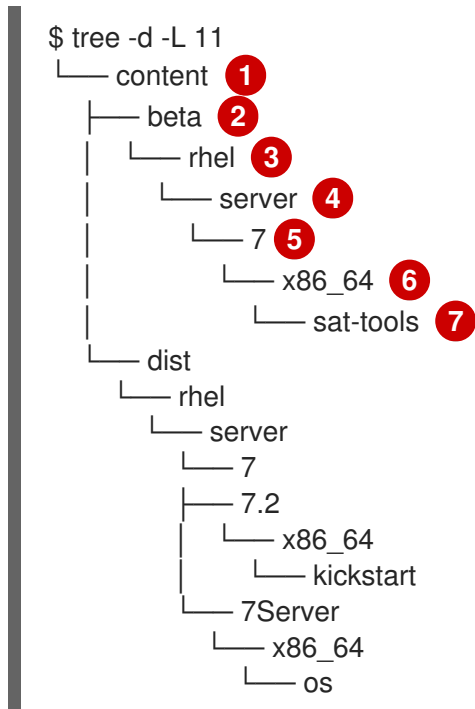 $ tree -d -L 11
└── content 1
├── beta 2
│ └── rhel 3
│ └── server 4
│ └── 7 5
│ └── x86_64 6
│ └── sat-tools 7
└── dist
└── rhel
└── server
└── 7
├── 7.2
│ └── x86_64
│ └── kickstart
└── 7Server
└── x86_64
└── os